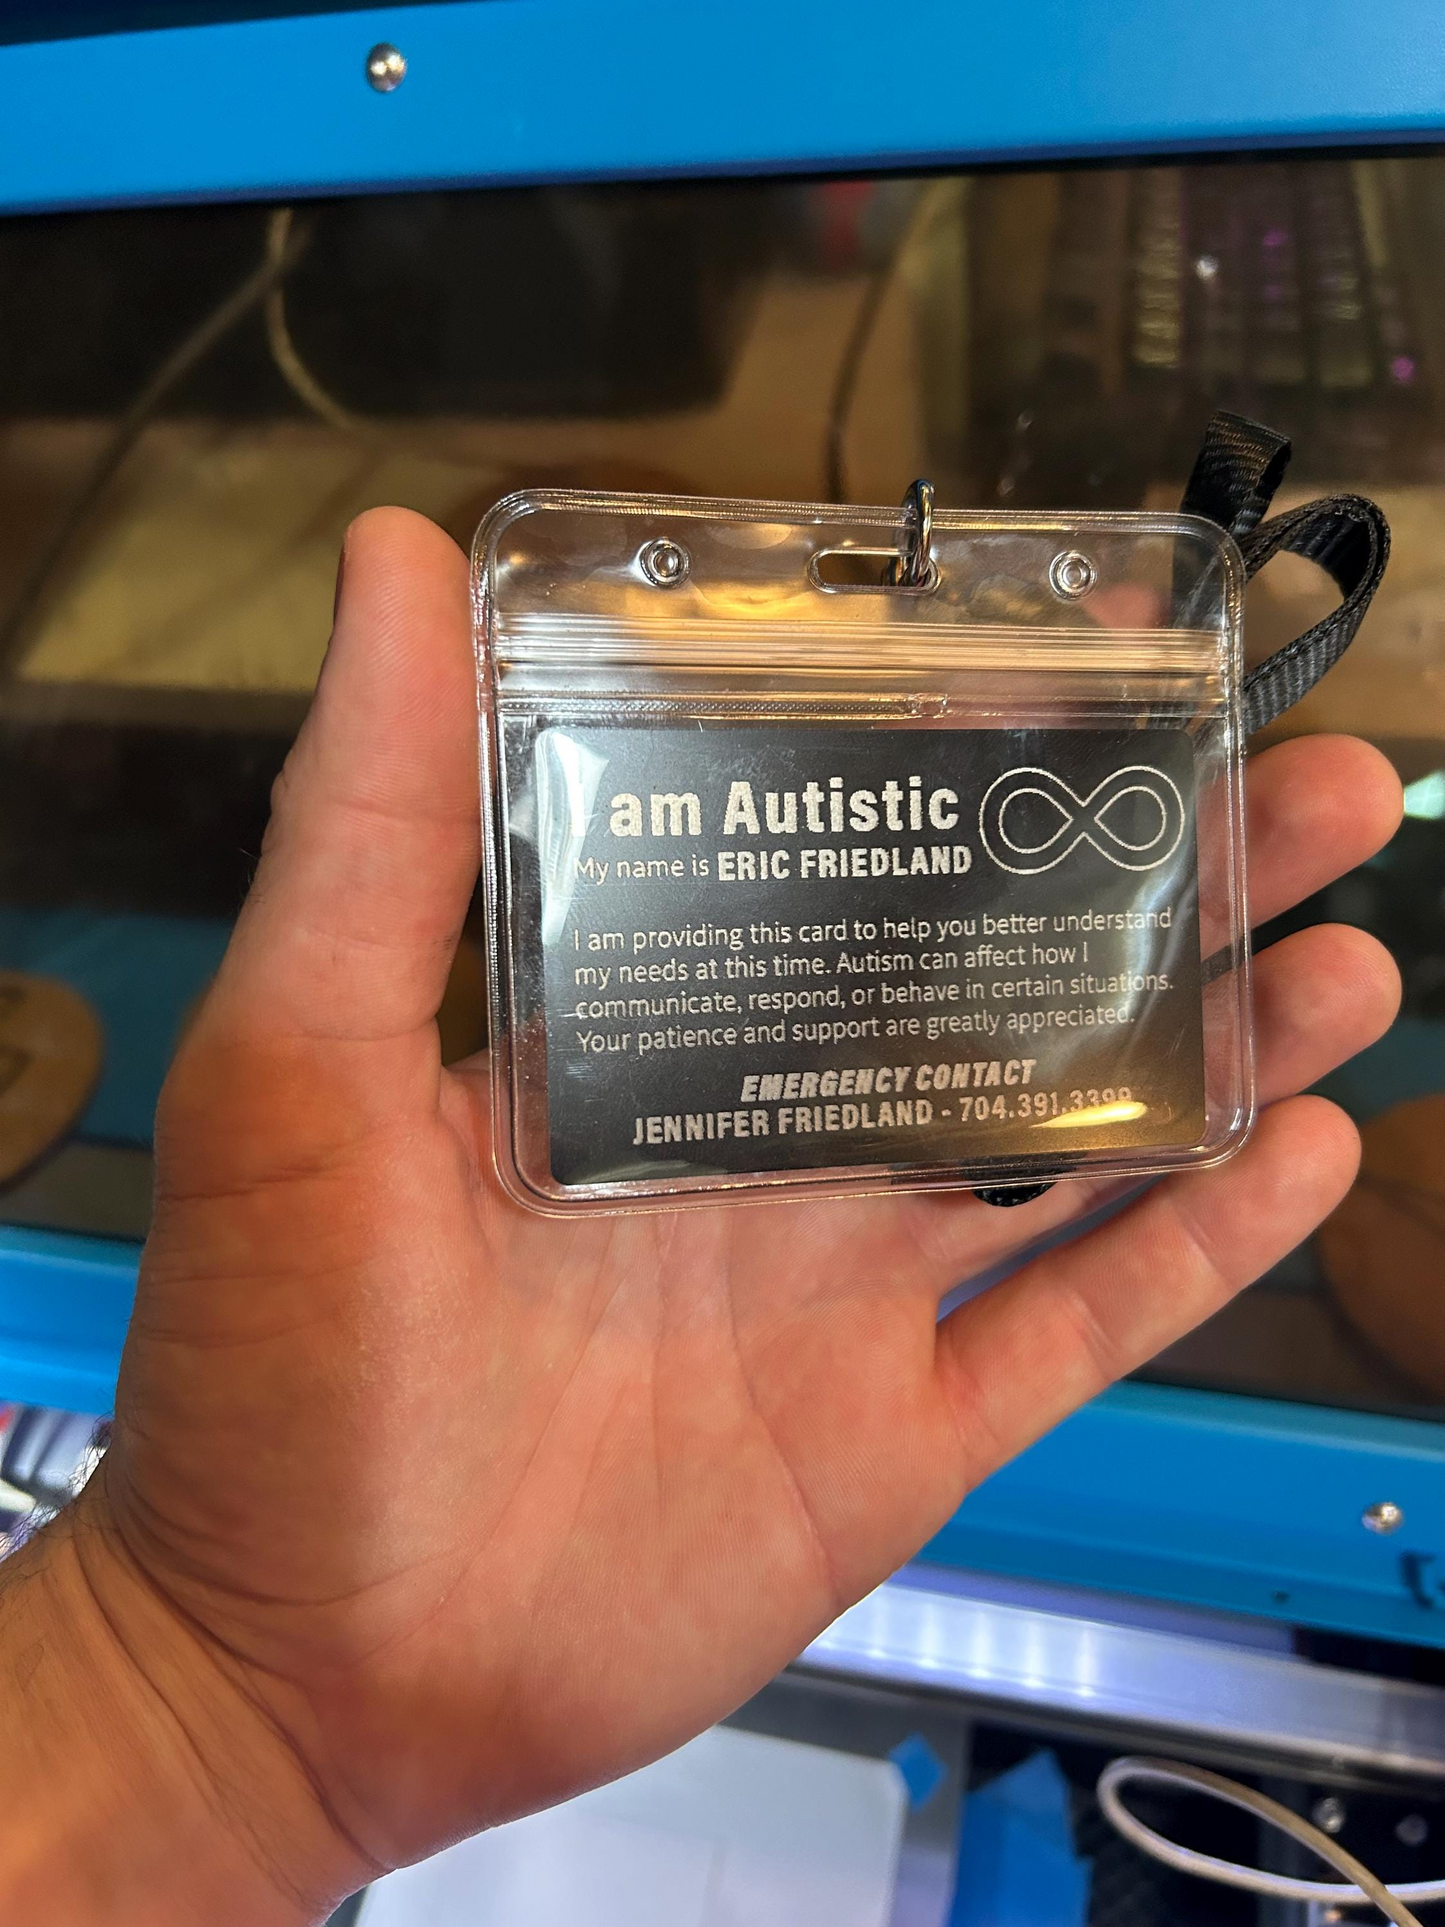 I am Autistic
My name is ERIC FRIEDLAND
I am providing this card to help you better understand
my needs at this time. Autism can affect how I
communicate, respond, or behave in certain situations.
Your patience and support are greatly appreciated.
EMERGENCY CONTACT
JENNIFER FRIEDLAND - 704.391.3399